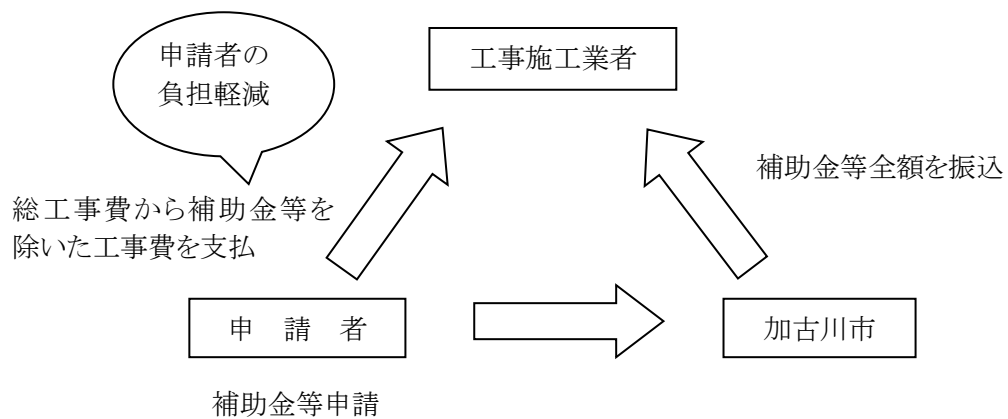 申請者の
負担軽減
工事施工業者
補助金等全額を振込
総工事費から補助金等を
除いた工事費を支払
申　請　者
加古川市
補助金等申請